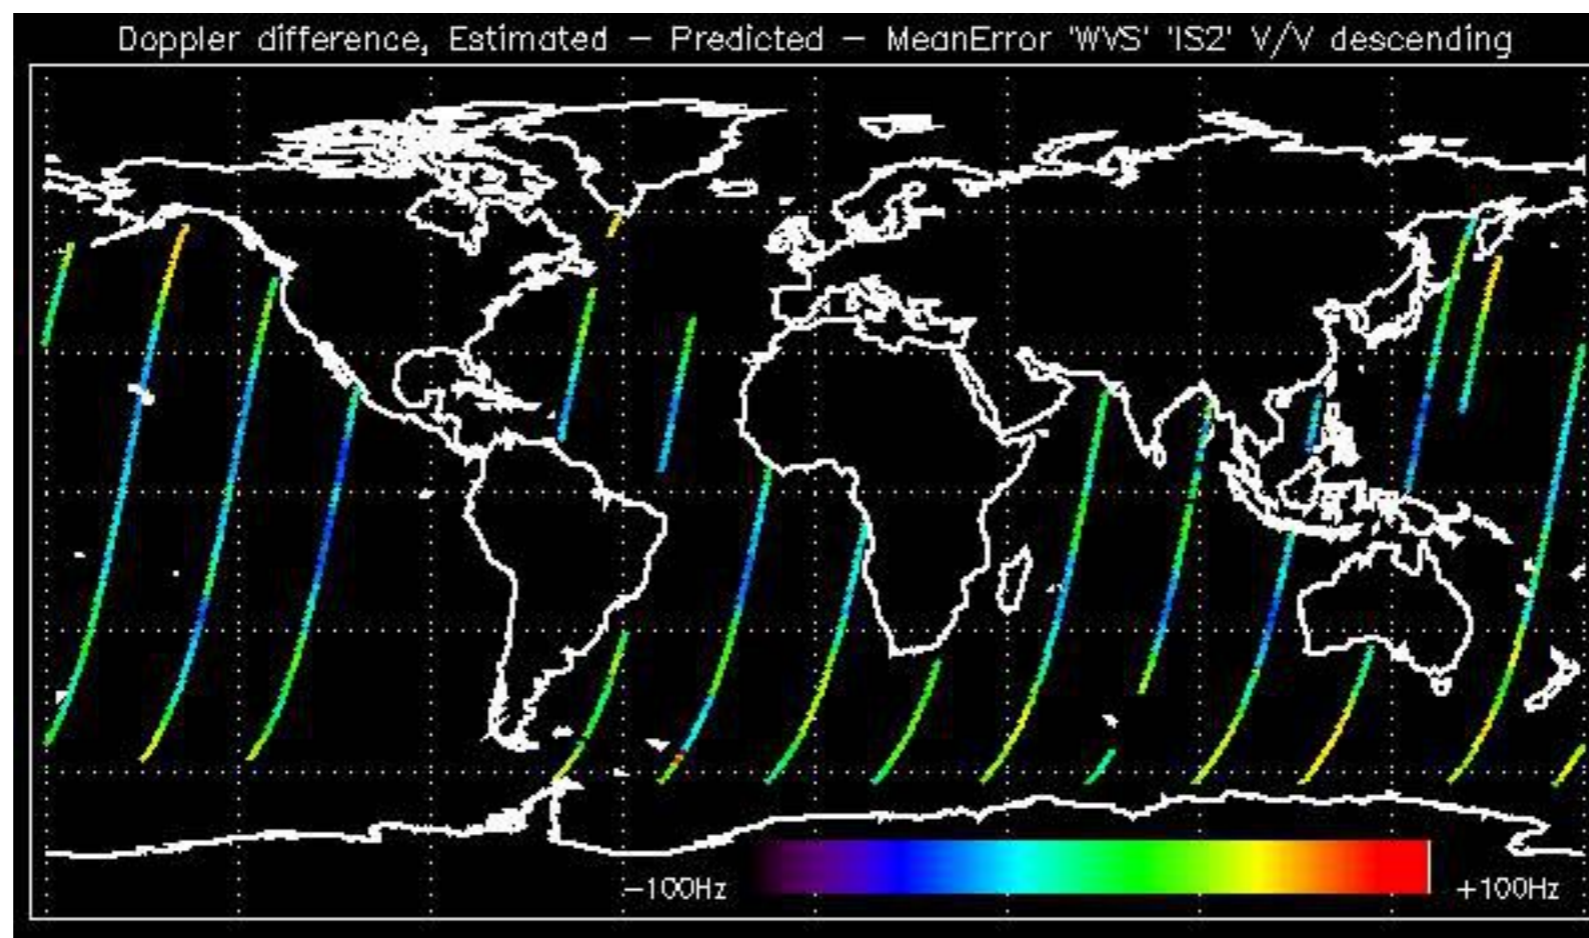 Doppler difference, Estimated – Predicted – MeanError 'WVS' 'IS2' V/V descending
-100Hz +100Hz